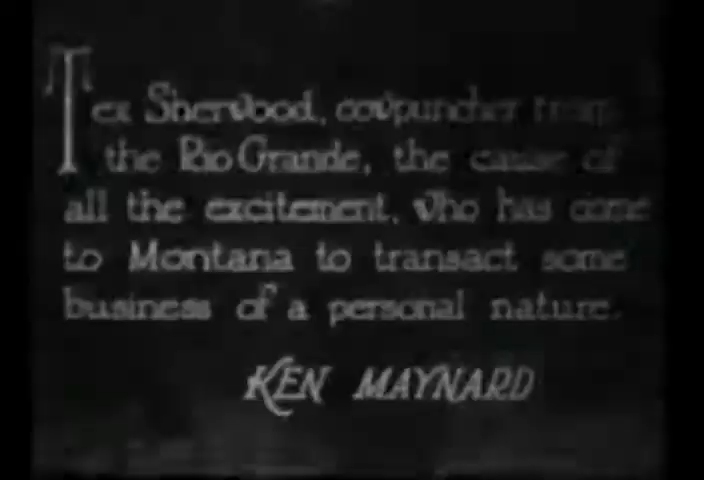 Tex Sherwood, cowpuncher from
the Rio Grande, the cause of
all the excitement, who has come
to Montana to transact some
business of a personal nature.
KEN MAYNARD